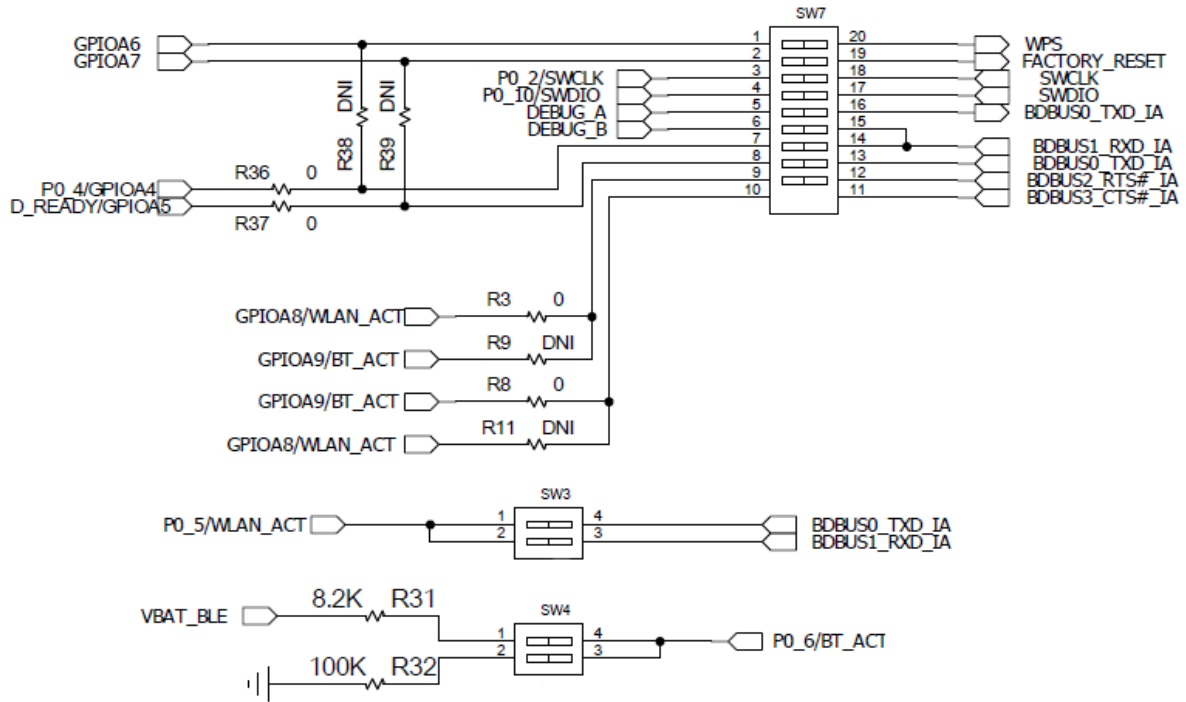 SW7
GPIOA6 1 20 WPS
GPIOA7 2 19 FACTORY_RESET
P0_2/SWCLK 3 18 SWCLK
P0_10/SWDIO 4 17 SWDIO
DEBUG_A 5 16 BDBUS0_TXD_IA
DEBUG_B 6 15
7 14 BDBUS1_RXD_IA
8 13 BDBUS0_TXD_IA
9 12 BDBUS2_RTS#_IA
10 11 BDBUS3_CTS#_IA
R38 DNI
R39 DNI
R36 0
P0_4/GPIOA4
D_READY/GPIOA5
R37 0
R3 0
GPIOA8/WLAN_ACT
R9 DNI
GPIOA9/BT_ACT
R8 0
GPIOA9/BT_ACT
R11 DNI
GPIOA8/WLAN_ACT
SW3
P0_5/WLAN_ACT 1 4 BDBUS0_TXD_IA
2 3 BDBUS1_RXD_IA
8.2K R31
SW4
VBAT_BLE 1 4 P0_6/BT_ACT
2 3
100K R32